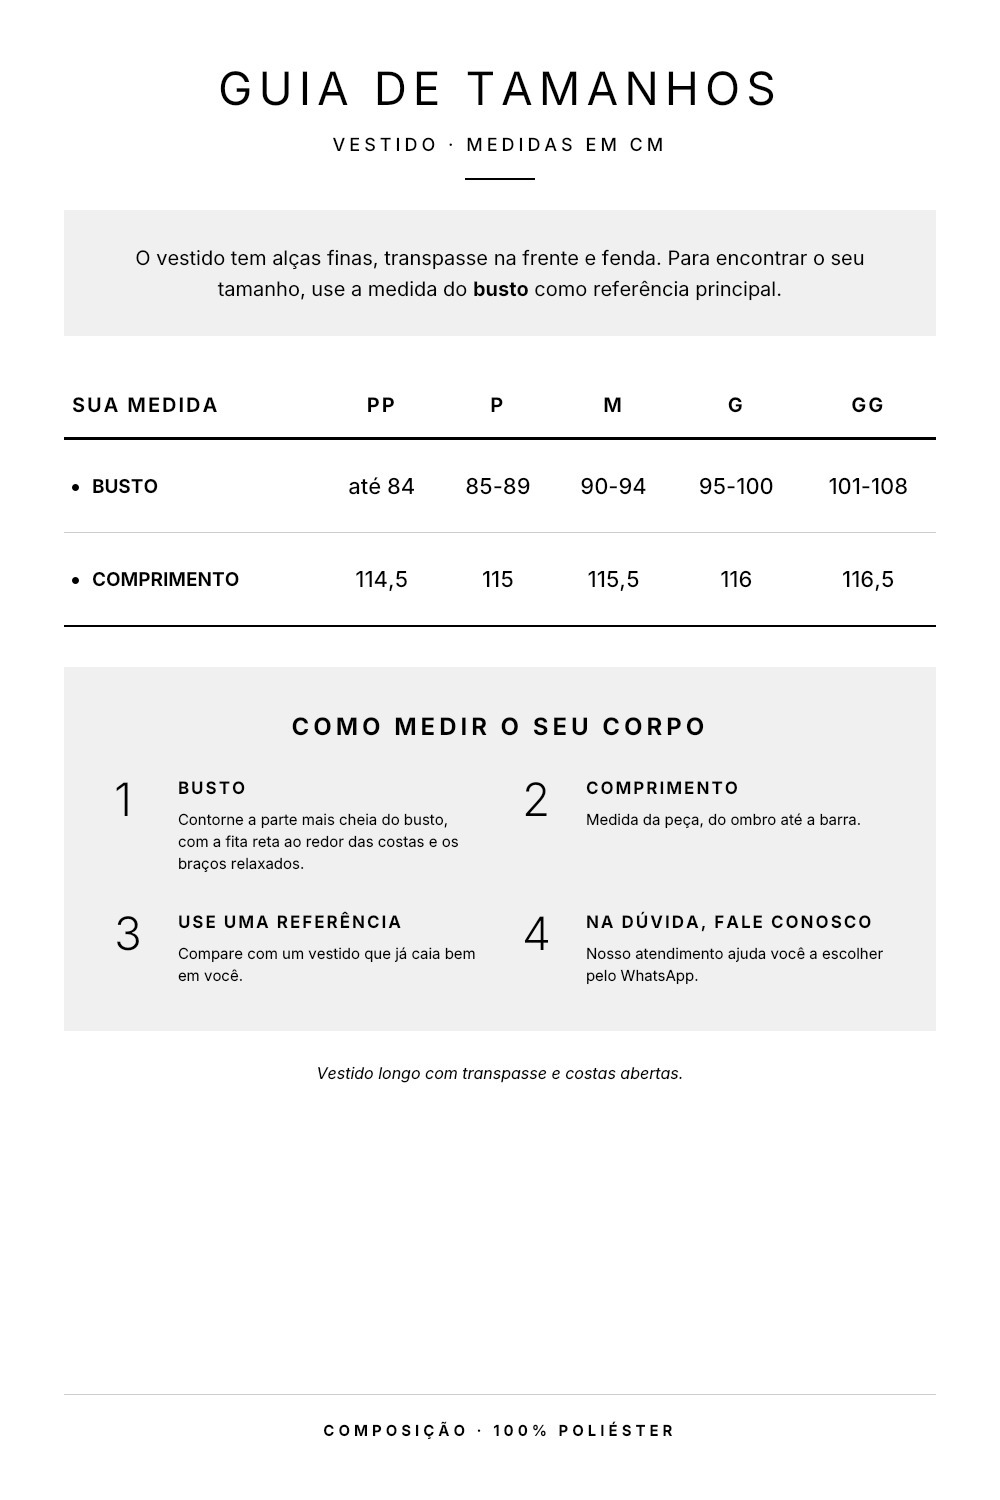 GUIA DE TAMANHOS
VESTIDO · MEDIDAS EM CM
O vestido tem alças finas, transpasse na frente e fenda. Para encontrar o seu
tamanho, use a medida do busto como referência principal.
SUA MEDIDA PP P M G GG
• BUSTO até 84 85-89 90-94 95-100 101-108
• COMPRIMENTO 114,5 115 115,5 116 116,5
COMO MEDIR O SEU CORPO
1 BUSTO
Contorne a parte mais cheia do busto,
com a fita reta ao redor das costas e os
braços relaxados.
2 COMPRIMENTO
Medida da peça, do ombro até a barra.
3 USE UMA REFERÊNCIA
Compare com um vestido que já caia bem
em você.
4 NA DÚVIDA, FALE CONOSCO
Nosso atendimento ajuda você a escolher
pelo WhatsApp.
Vestido longo com transpasse e costas abertas.
COMPOSIÇÃO · 100% POLIÉSTER